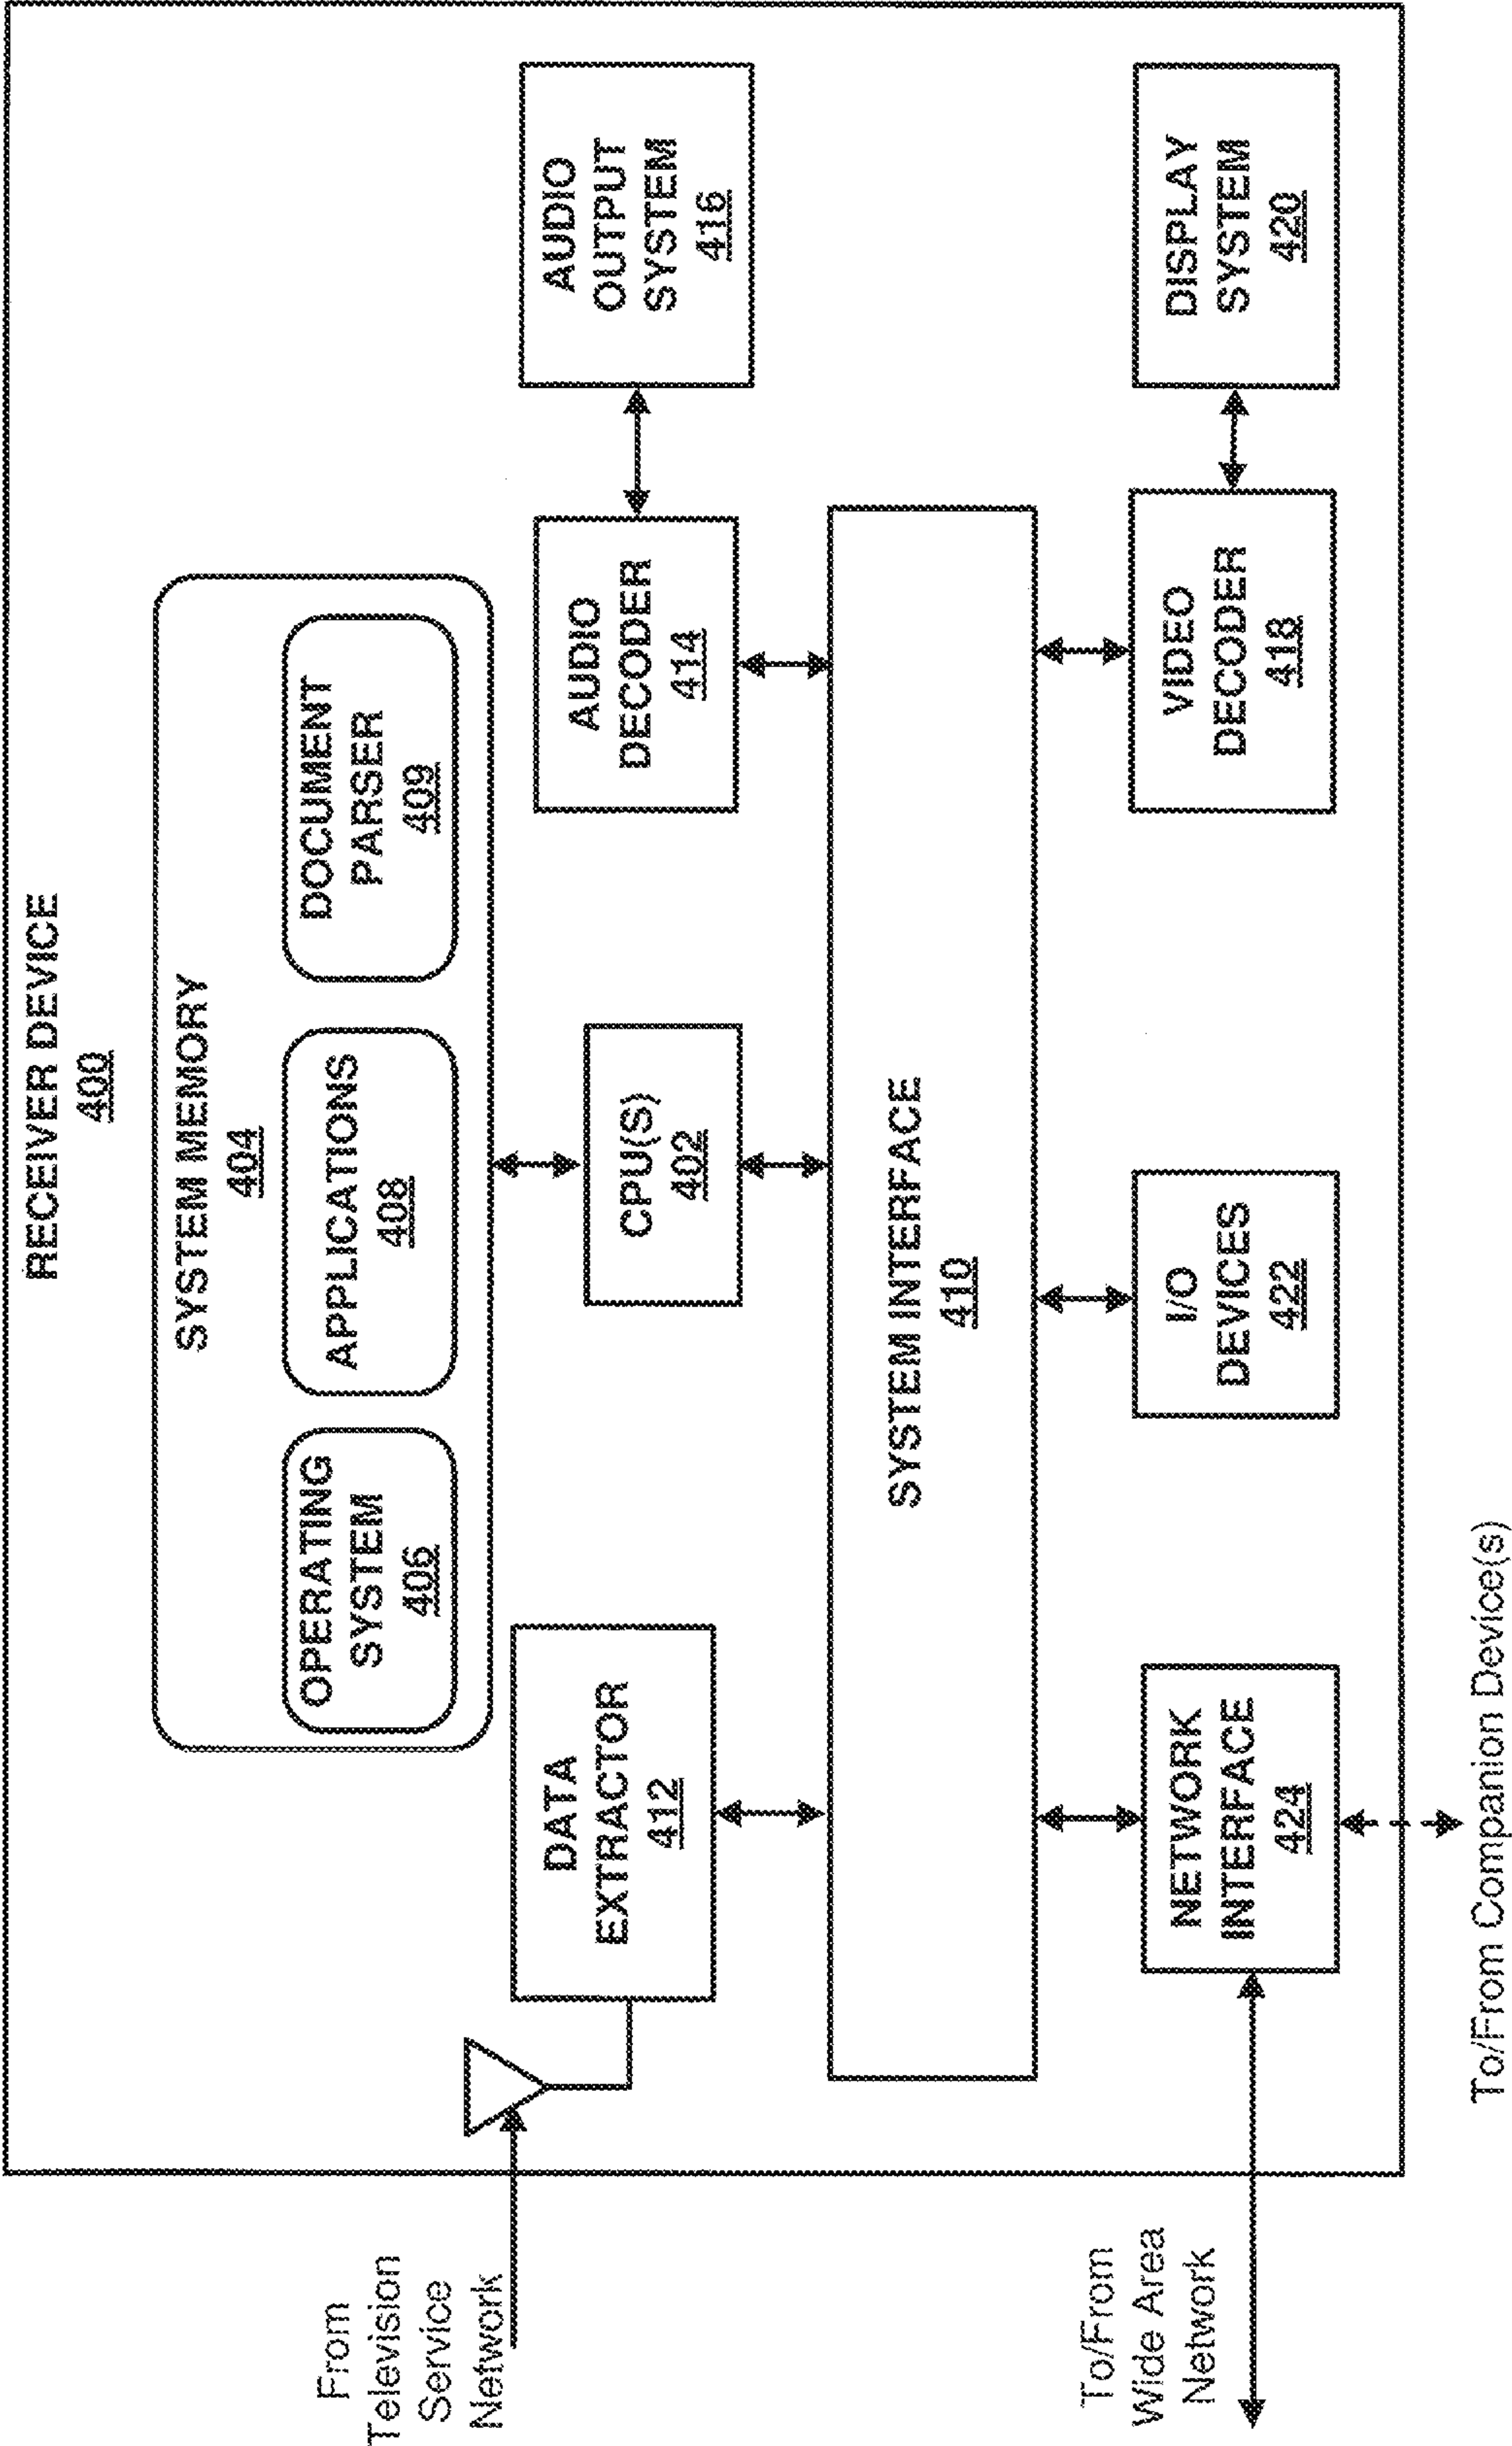 RECEIVER DEVICE
400
SYSTEM MEMORY
404
OPERATING
SYSTEM
406
APPLICATIONS
408
DOCUMENT
PARSER
409
From
Television
Service
Network
DATA
EXTRACTOR
412
CPU(S)
402
AUDIO
DECODER
414
AUDIO
OUTPUT
SYSTEM
416
SYSTEM INTERFACE
410
To/From
Wide Area
Network
NETWORK
INTERFACE
424
I/O
DEVICES
422
VIDEO
DECODER
418
DISPLAY
SYSTEM
420
To/From Companion Device(s)